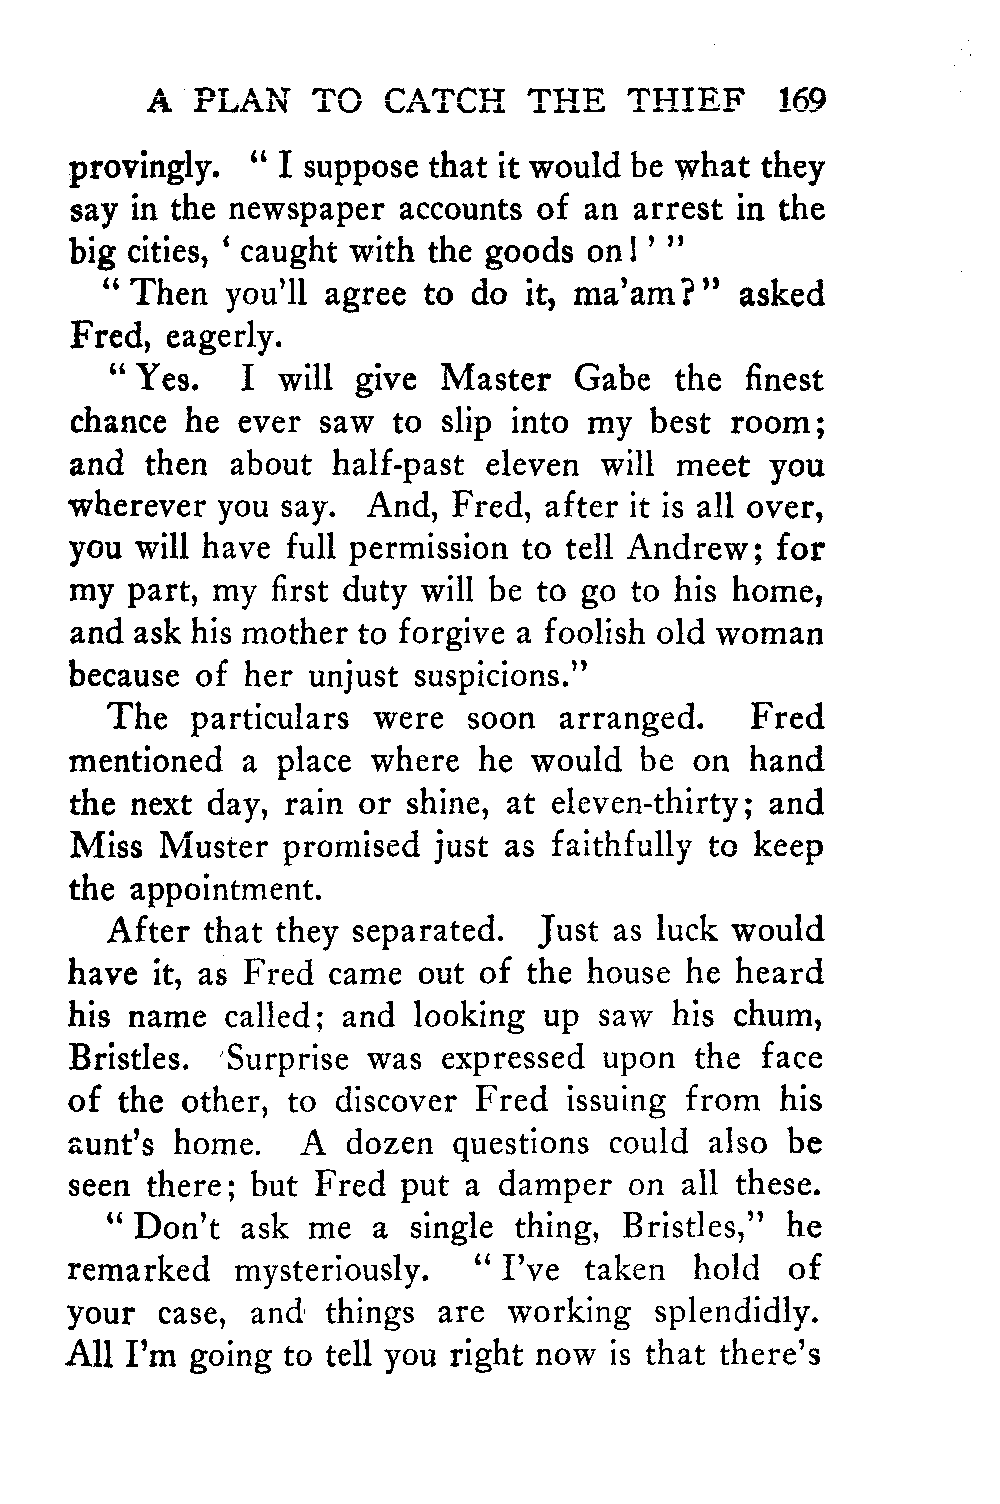 A PLAN TO CATCH THE THIEF 169
provingly. “ I suppose that it would be what they
say in the newspaper accounts of an arrest in the
big cities, ‘ caught with the goods on! ’ ”
“ Then you’ll agree to do it, ma’am? ” asked
Fred, eagerly.
“ Yes. I will give Master Gabe the finest
chance he ever saw to slip into my best room;
and then about half-past eleven will meet you
wherever you say. And, Fred, after it is all over,
you will have full permission to tell Andrew; for
my part, my first duty will be to go to his home,
and ask his mother to forgive a foolish old woman
because of her unjust suspicions.”
The particulars were soon arranged. Fred
mentioned a place where he would be on hand
the next day, rain or shine, at eleven-thirty; and
Miss Muster promised just as faithfully to keep
the appointment.
After that they separated. Just as luck would
have it, as Fred came out of the house he heard
his name called; and looking up saw his chum,
Bristles. Surprise was expressed upon the face
of the other, to discover Fred issuing from his
aunt’s home. A dozen questions could also be
seen there; but Fred put a damper on all these.
“ Don’t ask me a single thing, Bristles,” he
remarked mysteriously. “ I’ve taken hold of
your case, and things are working splendidly.
All I’m going to tell you right now is that there’s